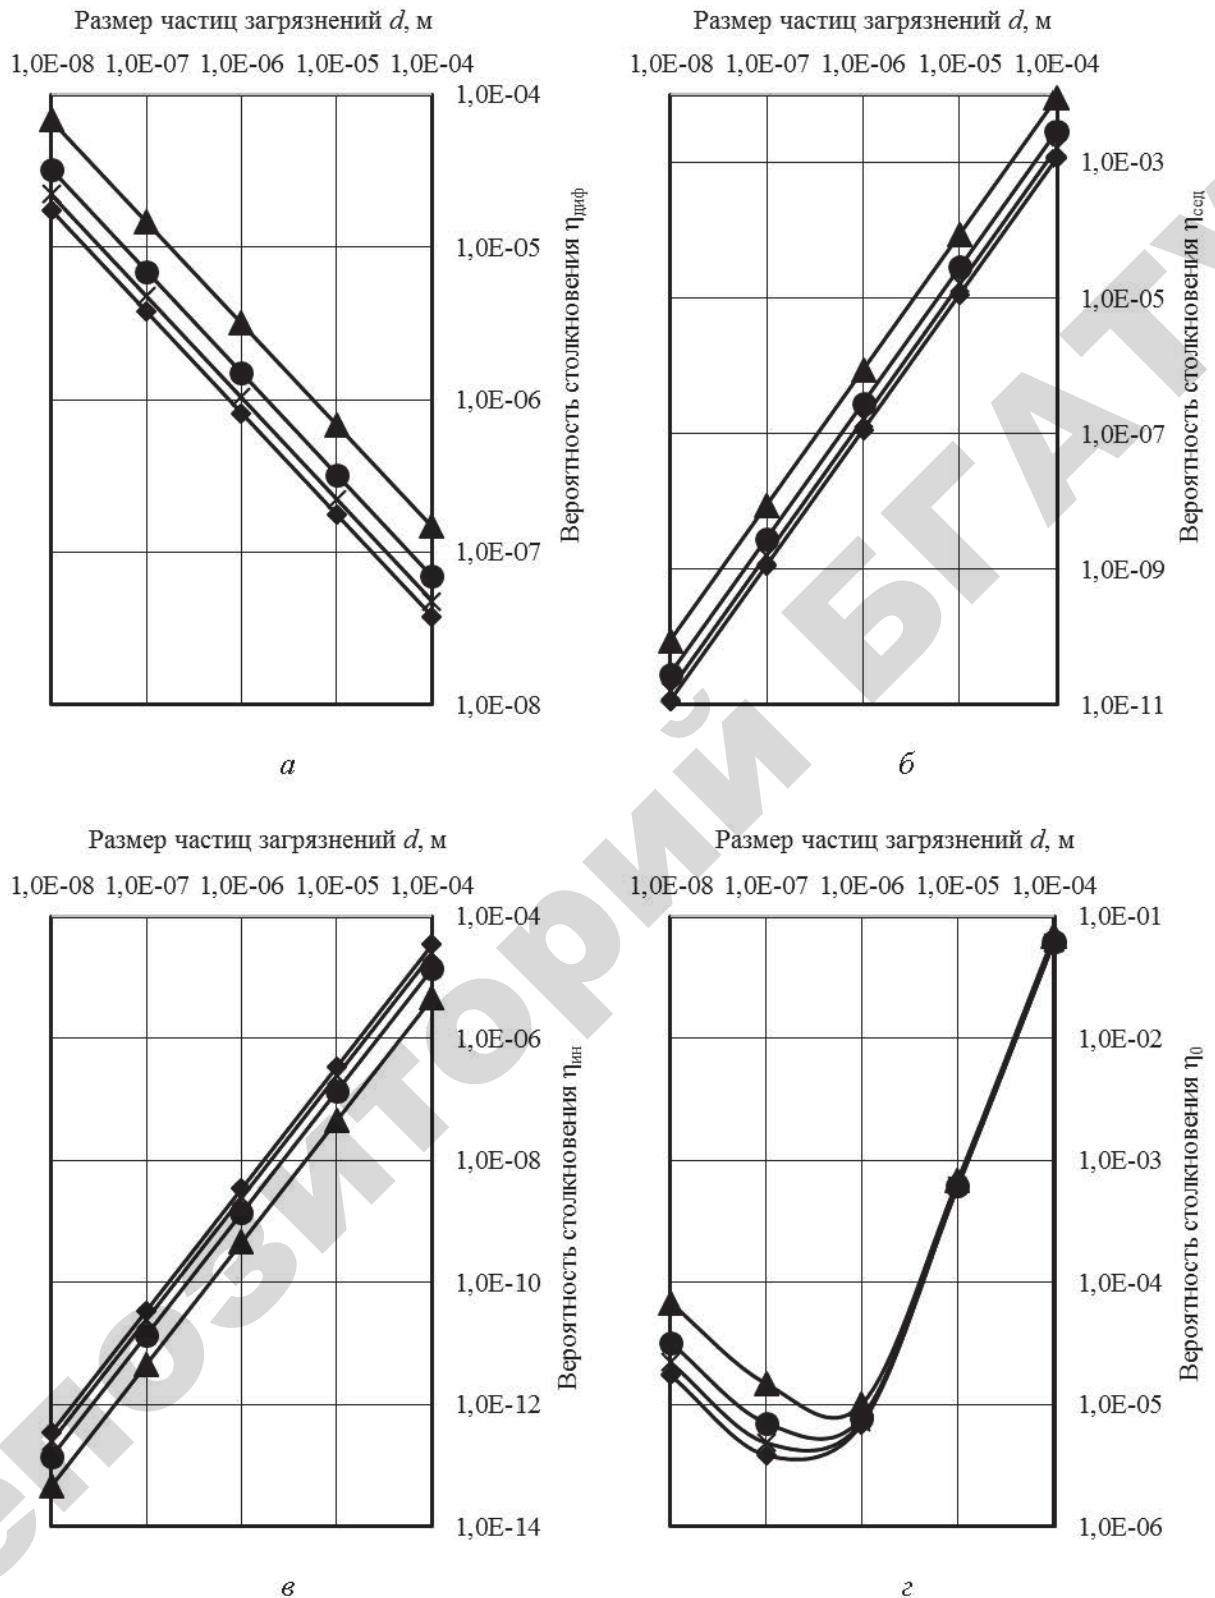 Размер частиц загрязнений d, м
1,0E-08 1,0E-07 1,0E-06 1,0E-05 1,0E-04
1,0E-04
1,0E-05
1,0E-06
1,0E-07
1,0E-08
Вероятность столкновения ηдиф
а
Размер частиц загрязнений d, м
1,0E-08 1,0E-07 1,0E-06 1,0E-05 1,0E-04
1,0E-03
1,0E-05
1,0E-07
1,0E-09
1,0E-11
Вероятность столкновения ηсед
б
Размер частиц загрязнений d, м
1,0E-08 1,0E-07 1,0E-06 1,0E-05 1,0E-04
1,0E-04
1,0E-06
1,0E-08
1,0E-10
1,0E-12
1,0E-14
Вероятность столкновения ηин
в
Размер частиц загрязнений d, м
1,0E-08 1,0E-07 1,0E-06 1,0E-05 1,0E-04
1,0E-01
1,0E-02
1,0E-03
1,0E-04
1,0E-05
1,0E-06
Вероятность столкновения η0
г
епозиторий БГАТУ